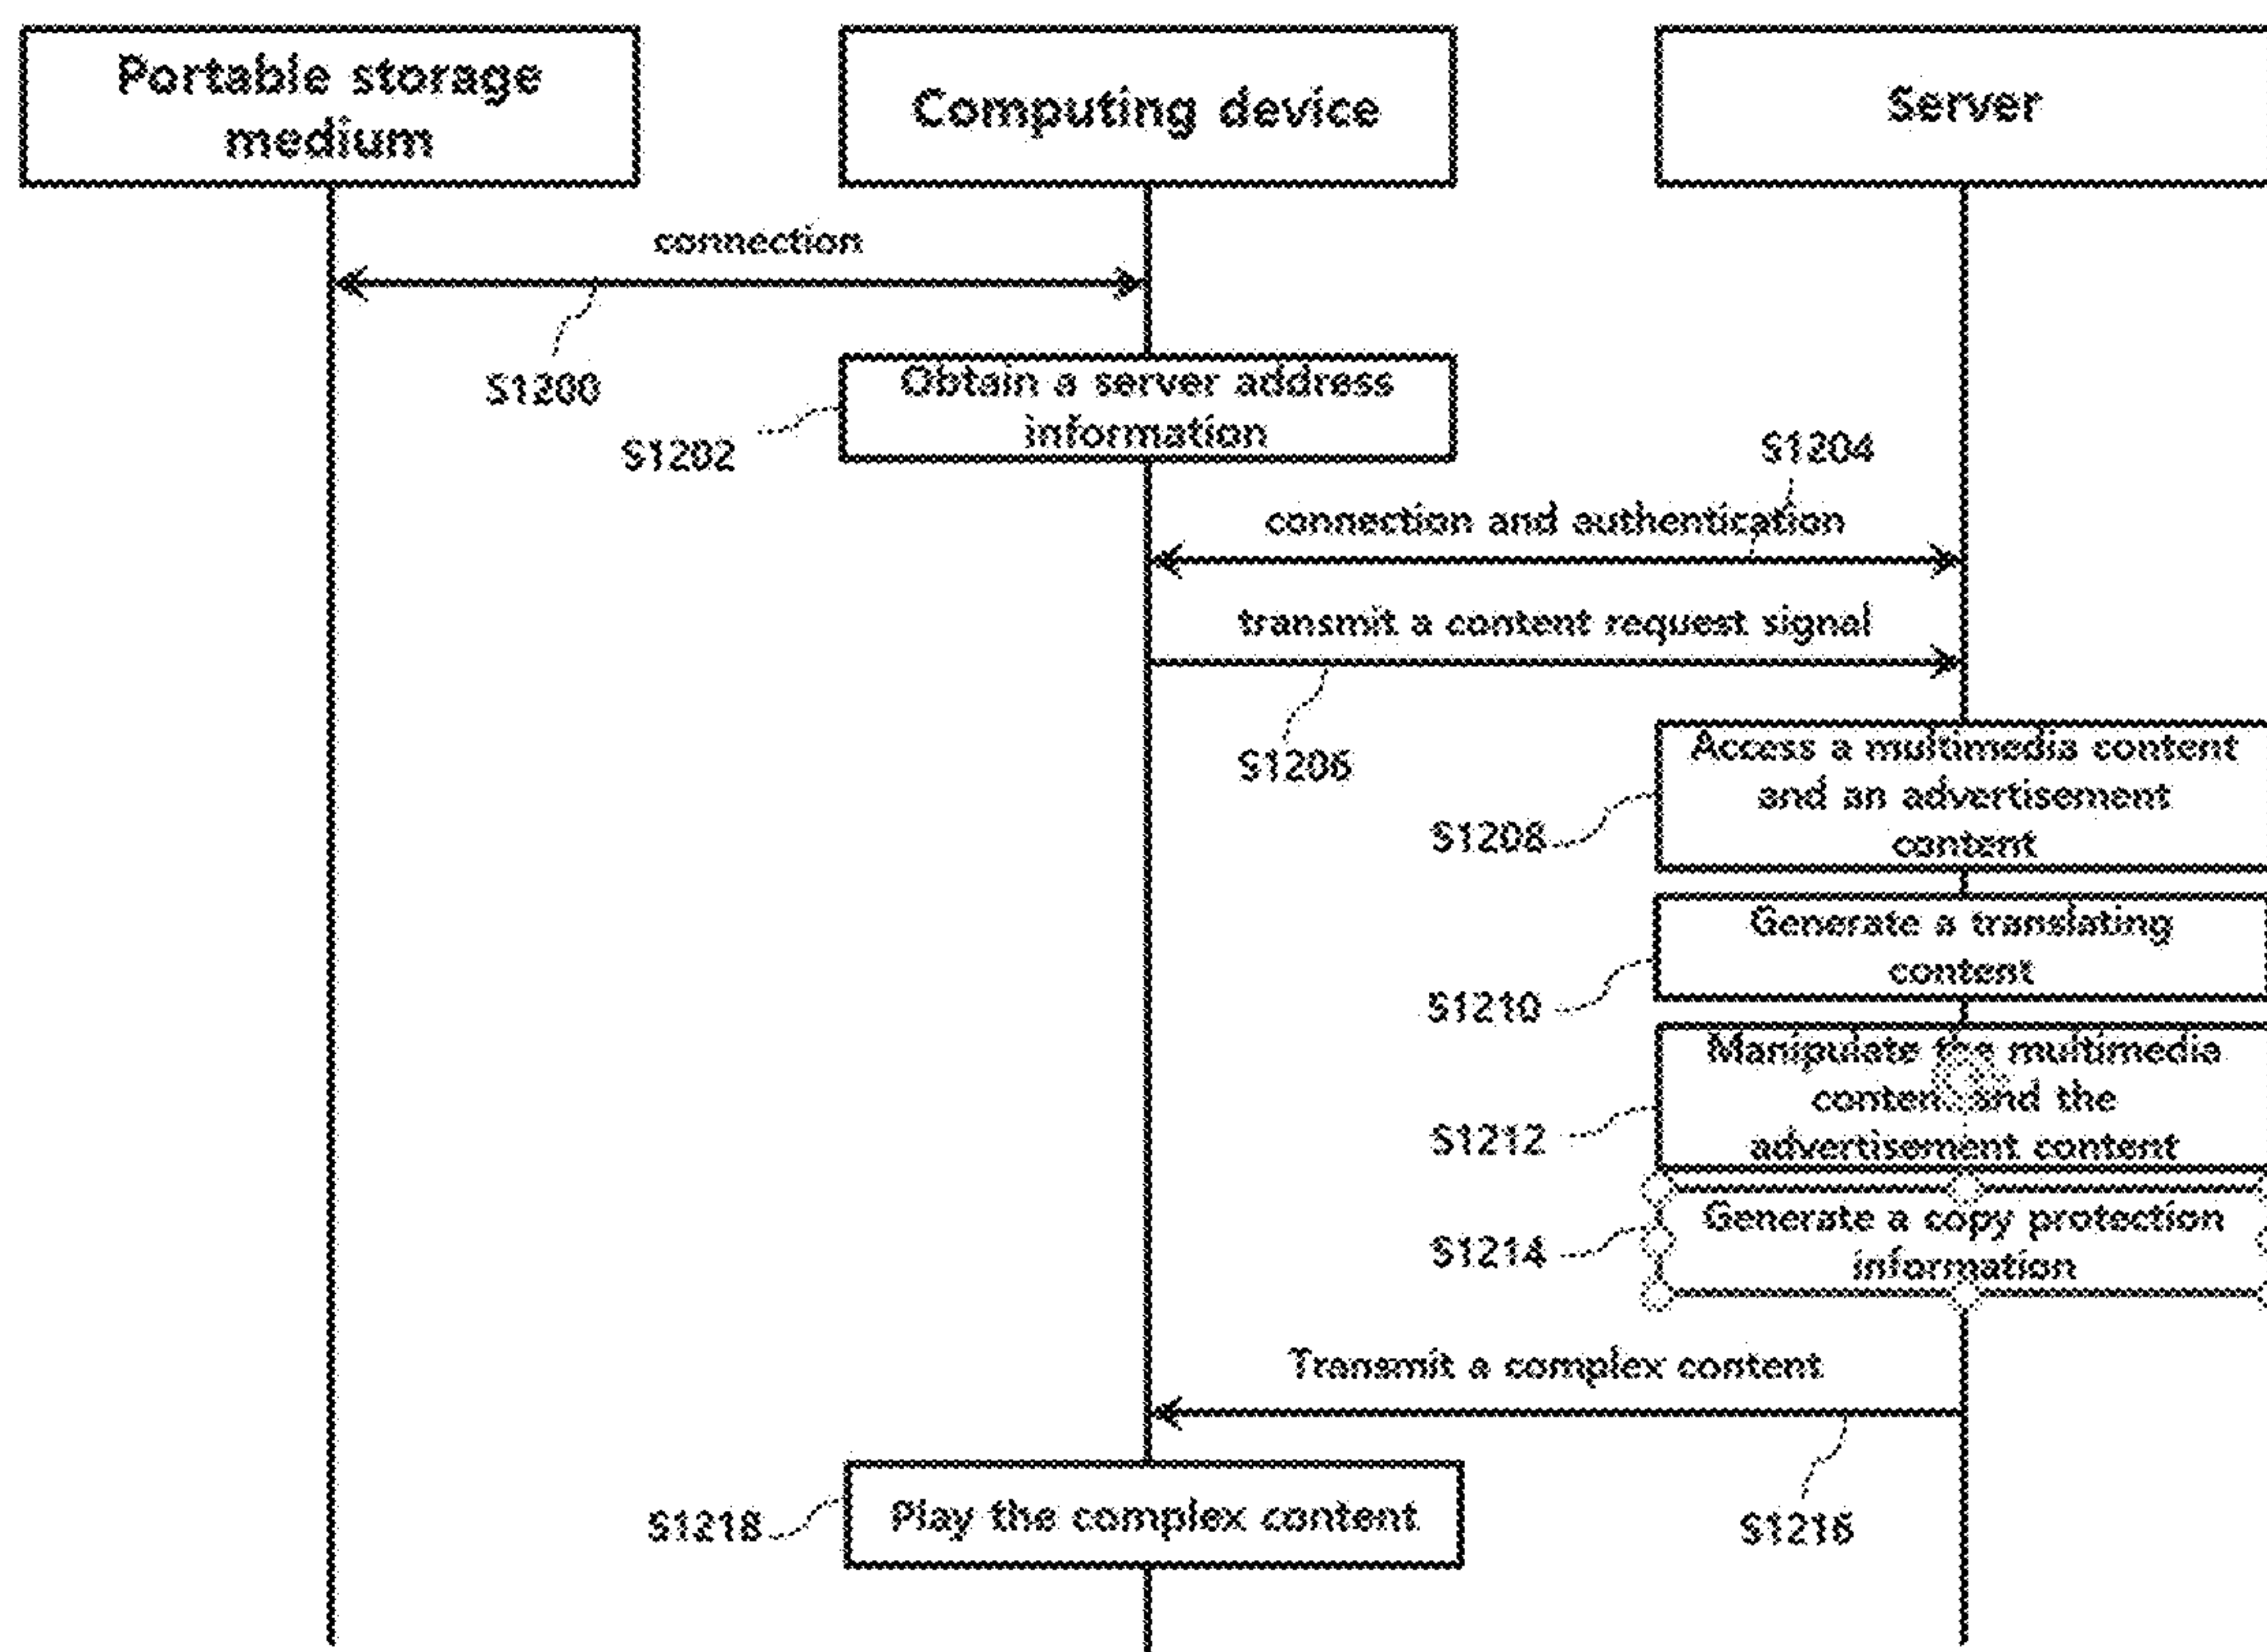 Portable storage
medium
Computing device
Server
connection
S1200
Obtain a server address
information
S1202
S1204
connection and authentication
transmit a content request signal
S1206
Access a multimedia content
and an advertisement
content
S1208
Generate a translating
content
S1210
Manipulate the multimedia
content and the
advertisement content
S1212
Generate a copy protection
information
S1214
Transmit a complex content
S1216
Play the complex content
S1218